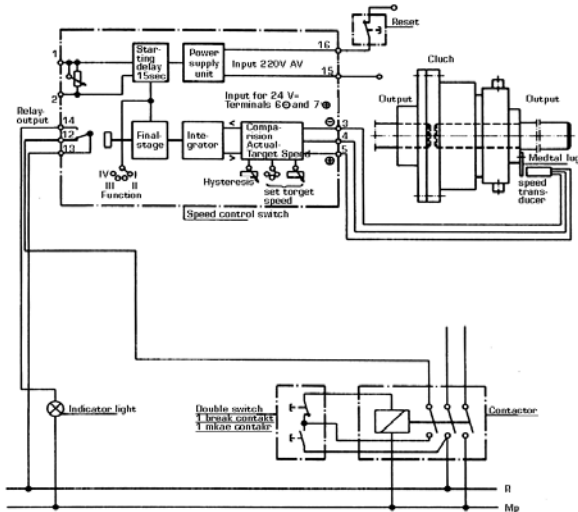 Reset
16
Star-
ting
delay
15sec
Power
supply
unit
Input 220V AV
15
1
2
Cluch
Output
Output
Input for 24 V=
Terminals 6⊖and 7⊕
Relay-
output
14
12
13
Final-
stage
Inte-
grator
<
>
Compa-
rision
Actual-
Target Speed
⊖
3
4
⊕
5
Medtal lug
speed
trans-
ducer
IV
I
III
II
Function
Hysteresis
set torget
speed
Speed control switch
Indicator light
Double switch
1 break contakt
1 mkae contakr
Contactor
R
Mp